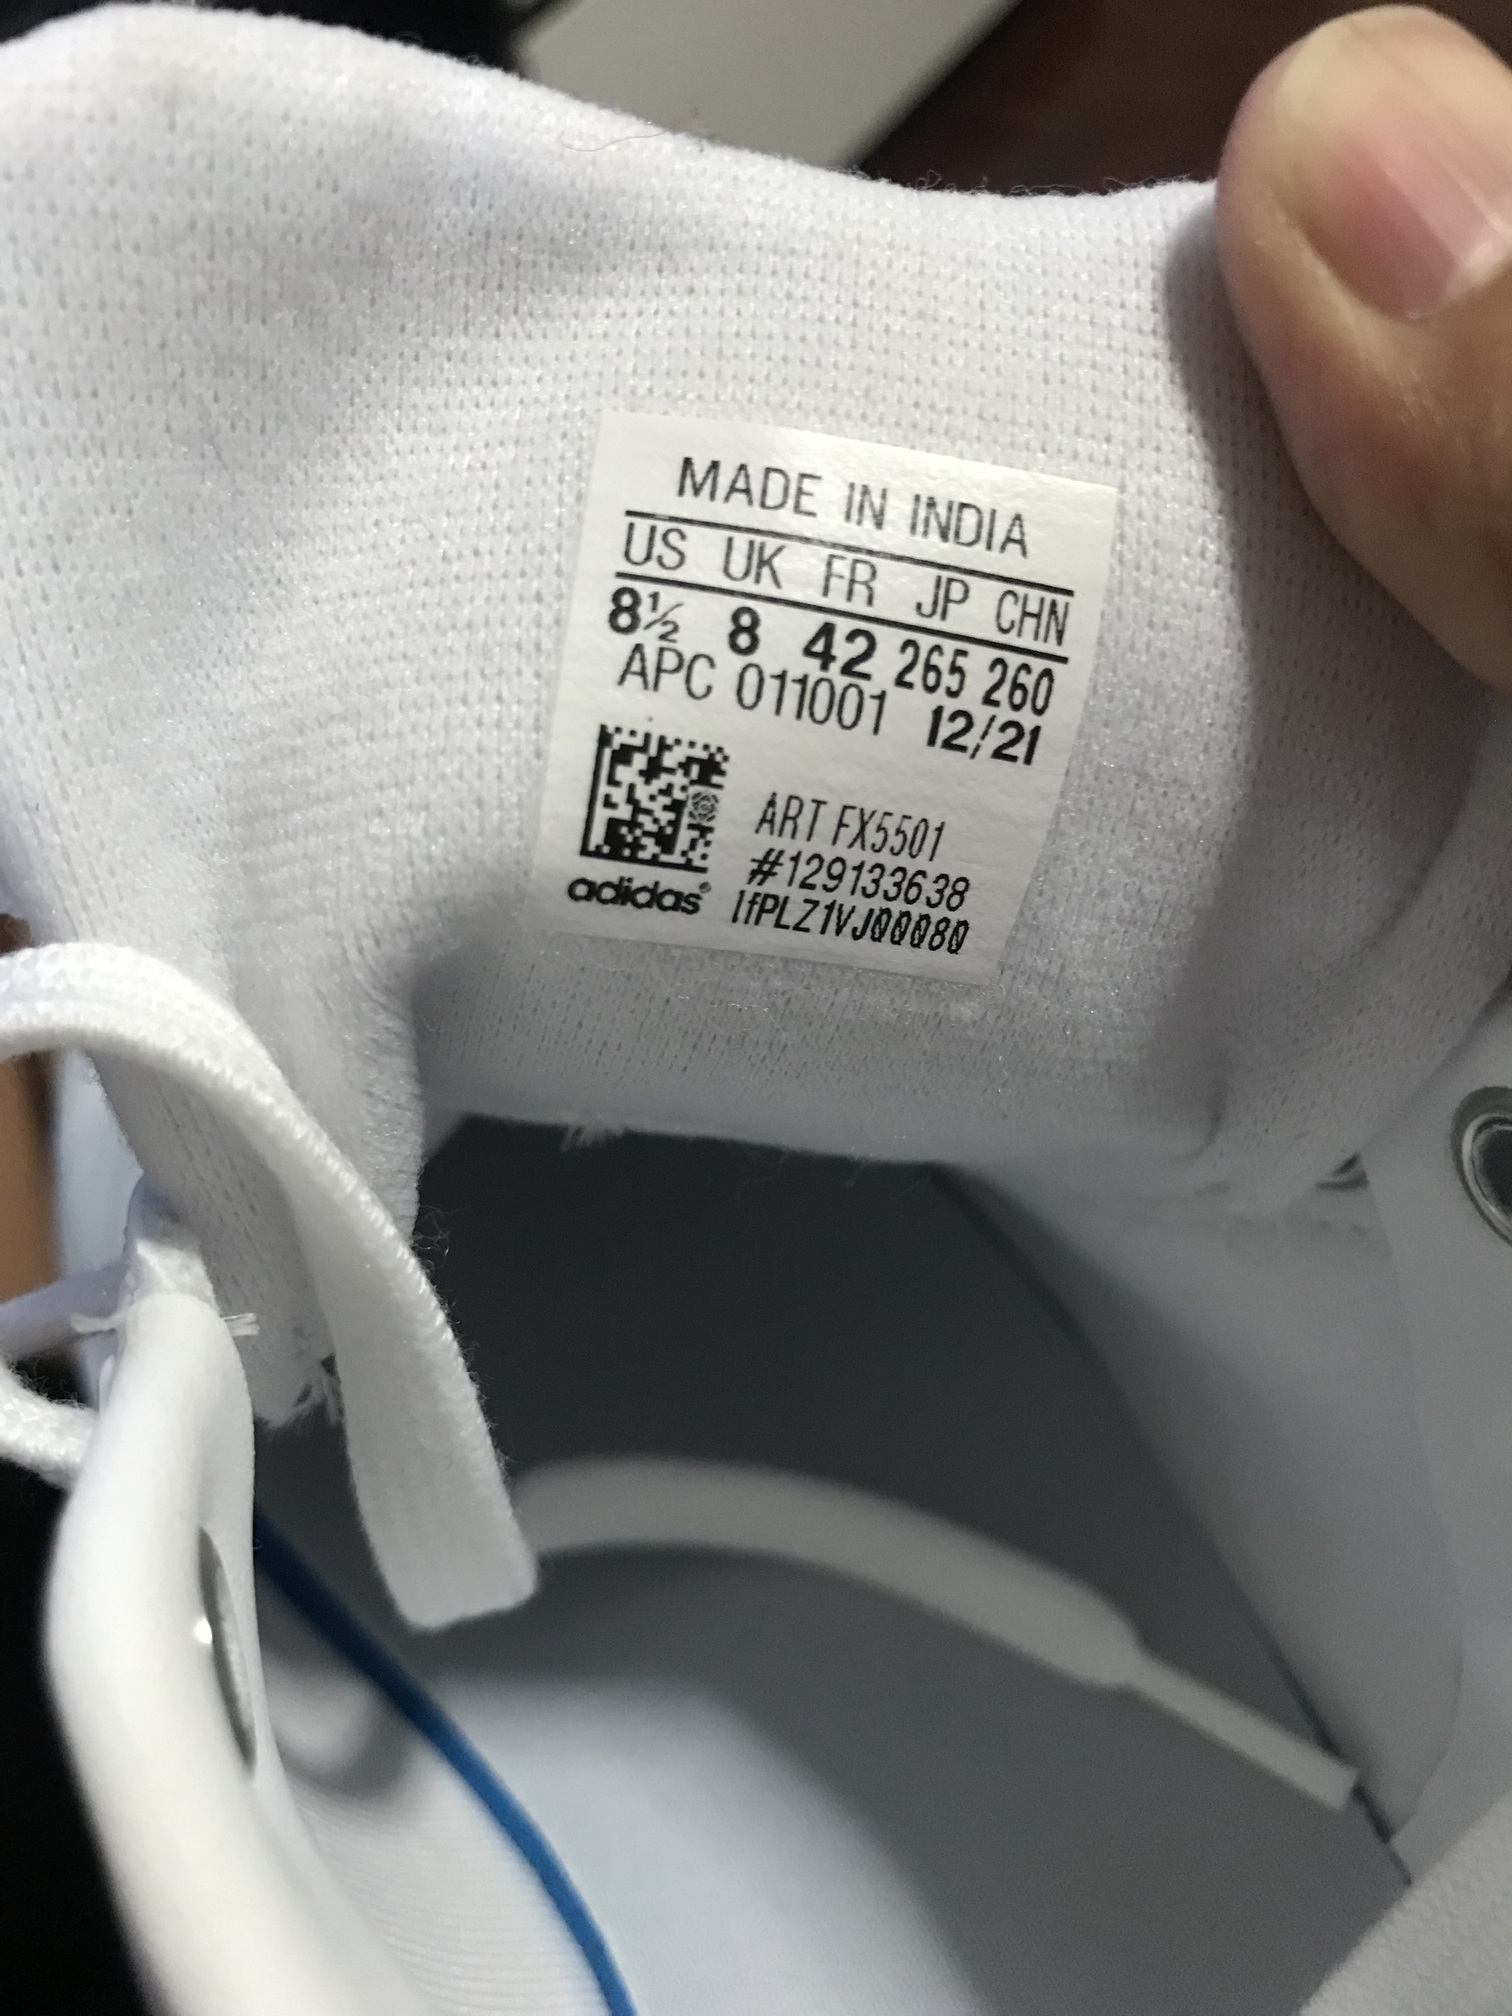 MADE IN INDIA
US UK FR JP CHN
8½ 8 42 265 260
APC 011001 12/21
ART FX5501
#129133638
adidas® IfPLZ1VJ00080